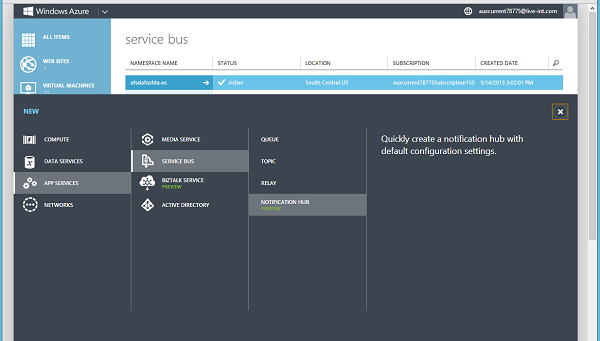 Windows Azure
auxcurrent78775@live-int.com
ALL ITEMS
WEB SITES
VIRTUAL MACHINES
service bus
NAMESPACE NAME STATUS LOCATION SUBSCRIPTION CREATED DATE
afsdafasfda-ns Active South Central US auxcurrent78775Subscription155 5/14/2013 3:02:01 PM
NEW
COMPUTE
DATA SERVICES
APP SERVICES
NETWORKS
MEDIA SERVICE
SERVICE BUS
BIZTALK SERVICE
PREVIEW
ACTIVE DIRECTORY
QUEUE
TOPIC
RELAY
NOTIFICATION HUB
PREVIEW
Quickly create a notification hub with
default configuration settings.